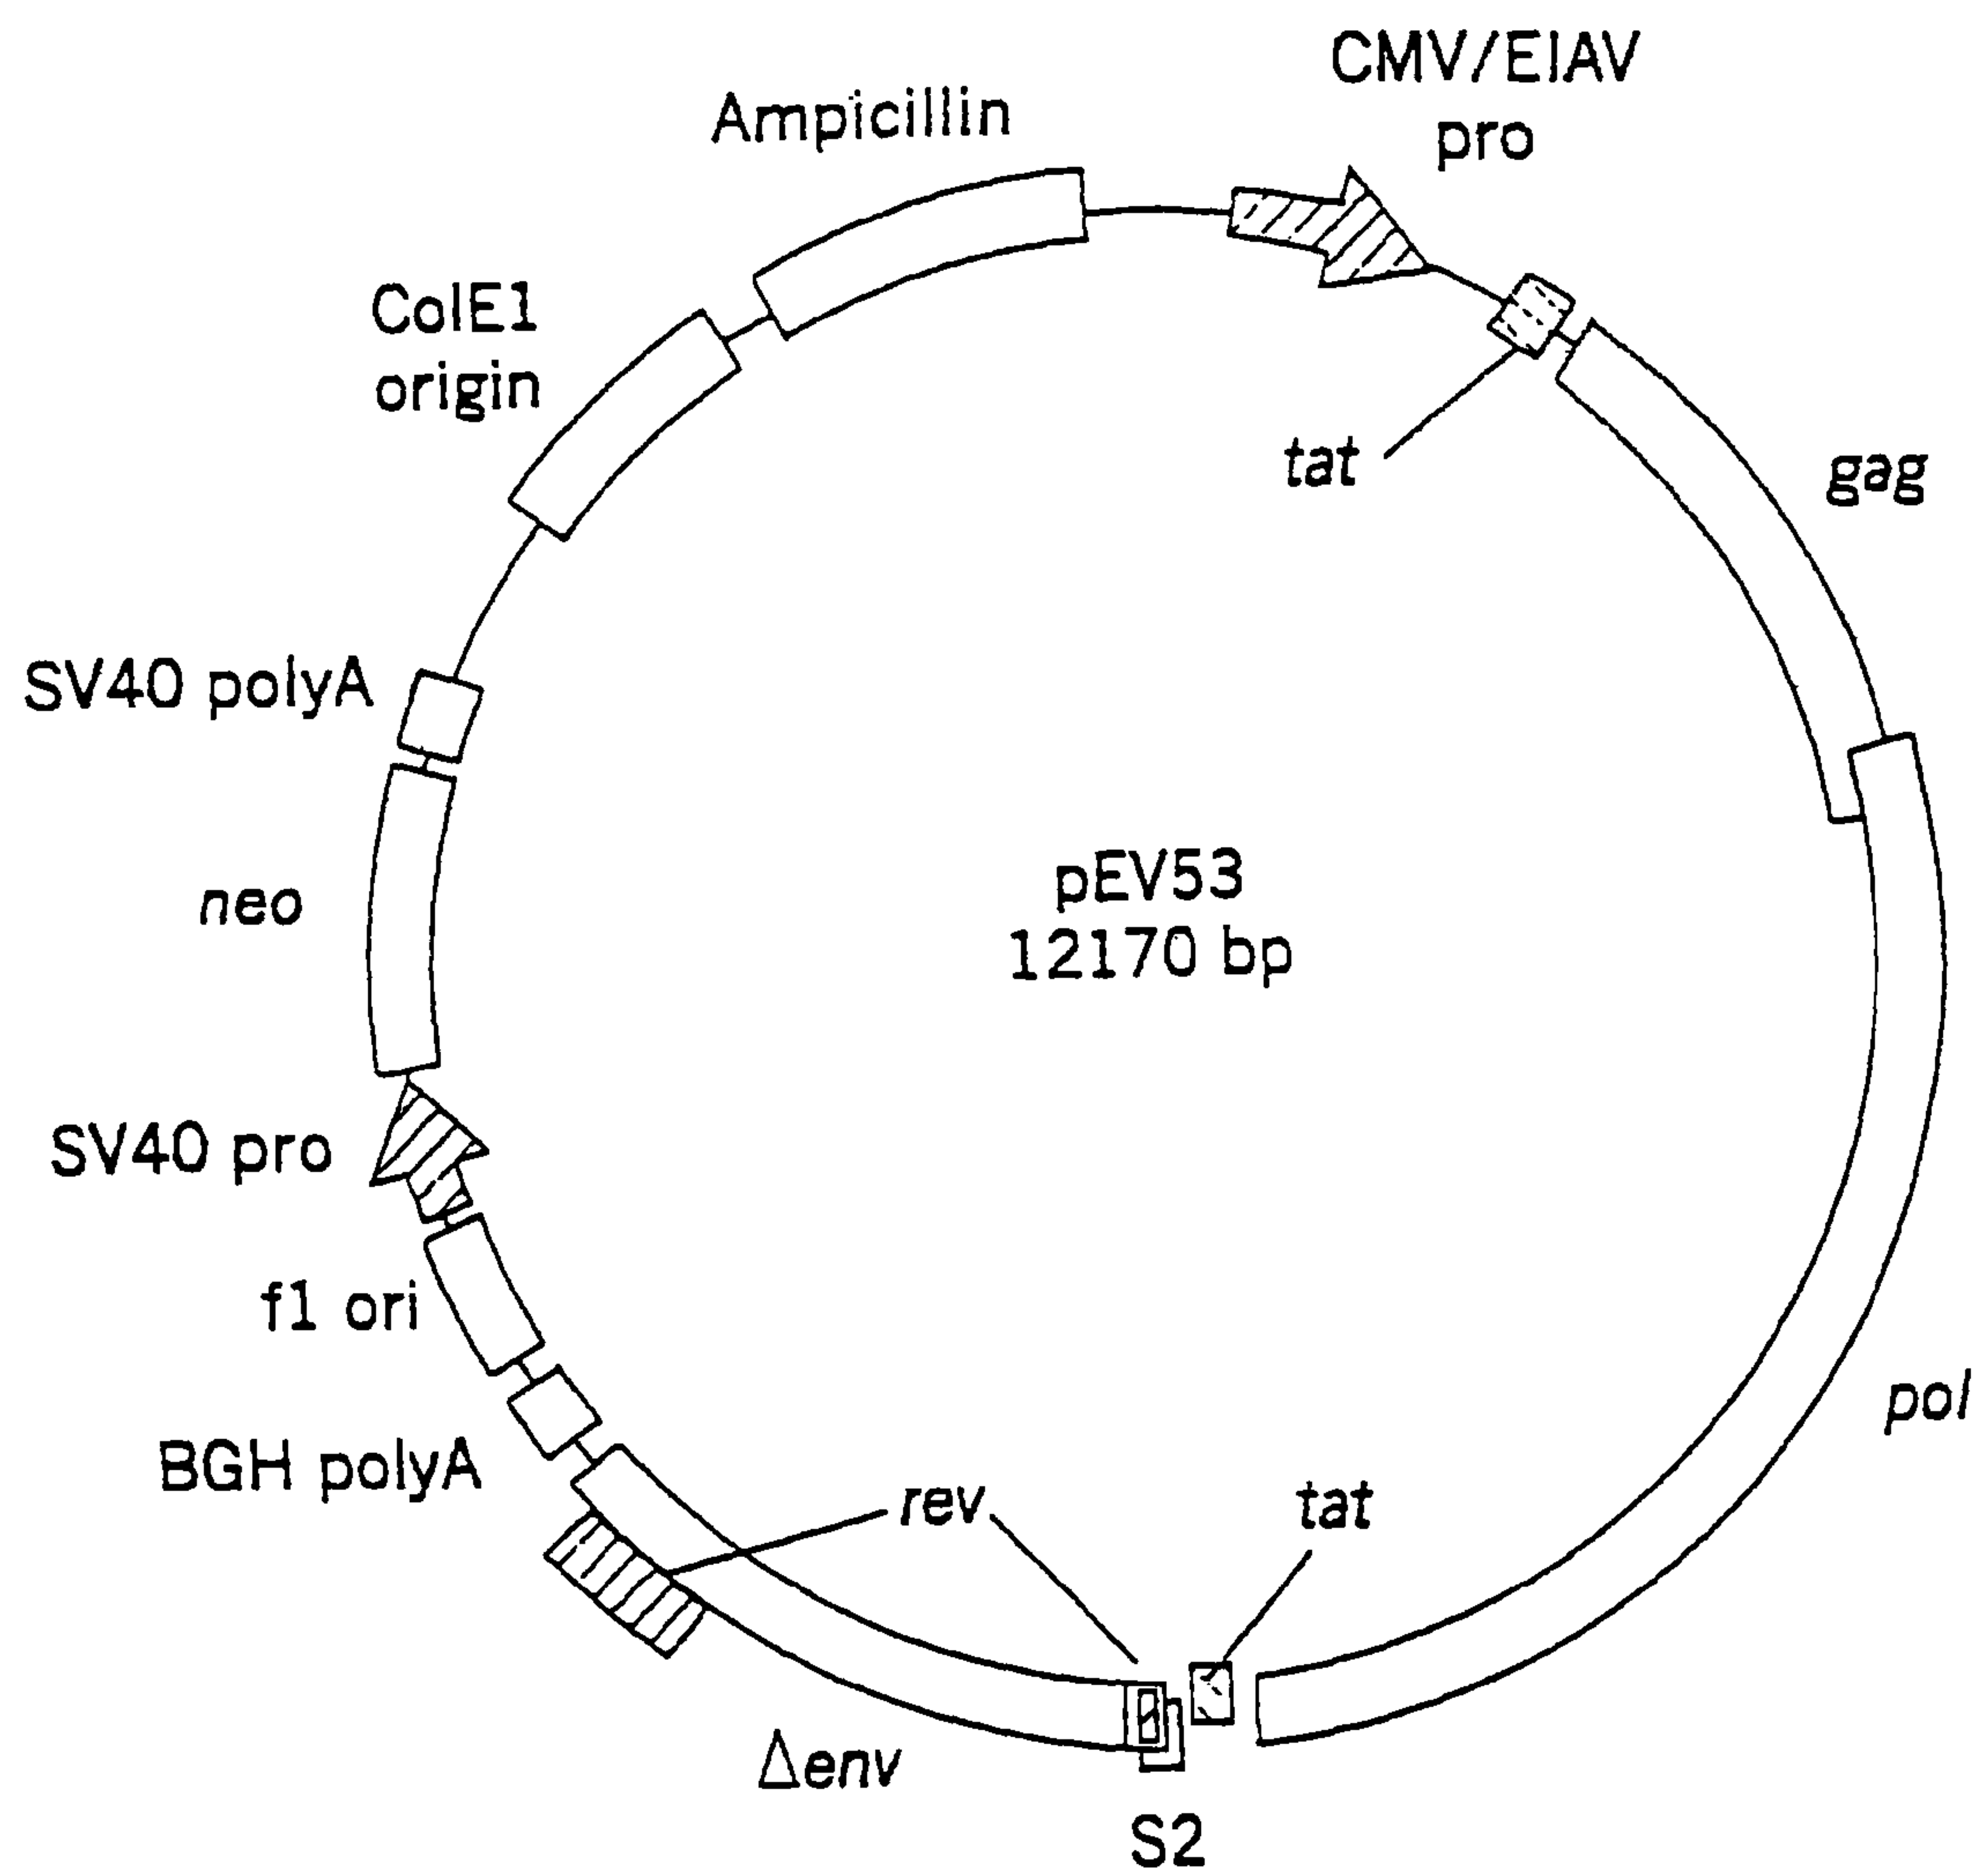 CMV/EIAV
pro
Ampicillin
ColE1
origin
tat
gag
SV40 polyA
pEV53
12170 bp
neo
SV40 pro
f1 ori
pol
BGH polyA
rev
tat
Δenv
S2